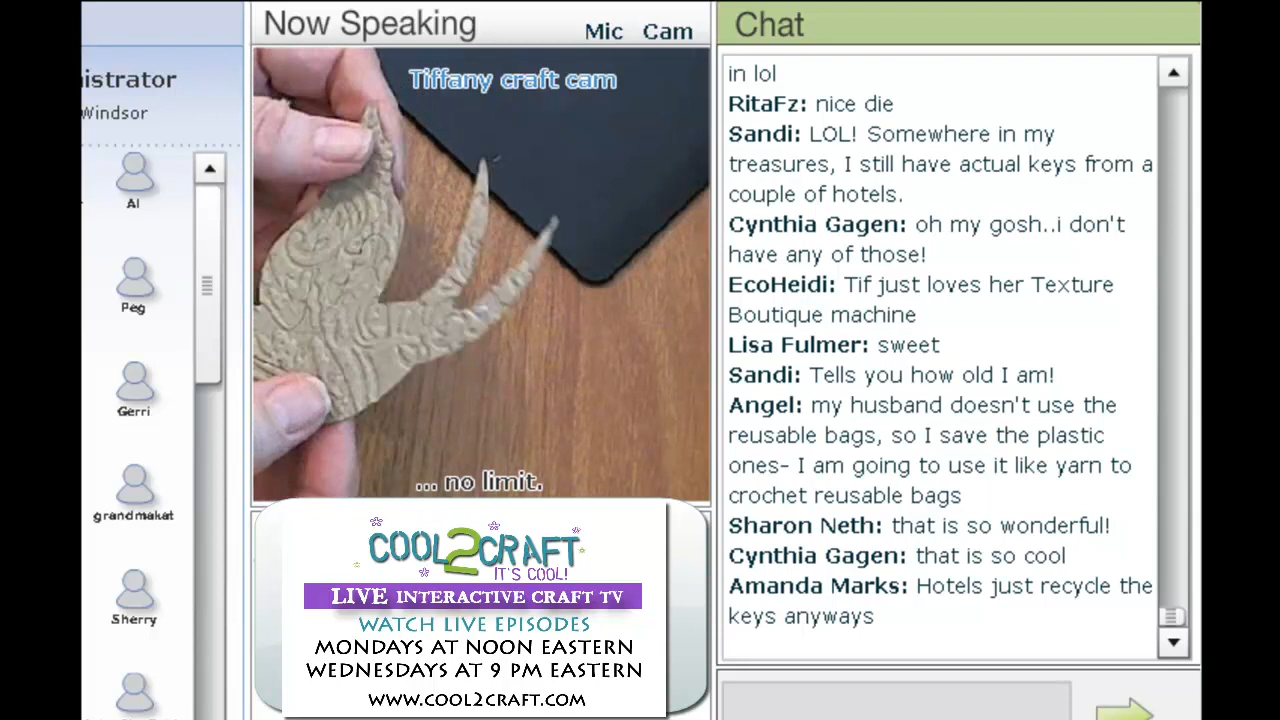 Now Speaking
Mic Cam
Chat
istrator
Windsor
Al
Peg
Gerri
grandmakat
Sherry
Tiffany craft cam
... no limit.
COOL2CRAFT
IT'S COOL!
LIVE INTERACTIVE CRAFT TV
WATCH LIVE EPISODES
MONDAYS AT NOON EASTERN
WEDNESDAYS AT 9 PM EASTERN
WWW.COOL2CRAFT.COM
in lol
RitaFz: nice die
Sandi: LOL! Somewhere in my
treasures, I still have actual keys from a
couple of hotels.
Cynthia Gagen: oh my gosh..i don't
have any of those!
EcoHeidi: Tif just loves her Texture
Boutique machine
Lisa Fulmer: sweet
Sandi: Tells you how old I am!
Angel: my husband doesn't use the
reusable bags, so I save the plastic
ones- I am going to use it like yarn to
crochet reusable bags
Sharon Neth: that is so wonderful!
Cynthia Gagen: that is so cool
Amanda Marks: Hotels just recycle the
keys anyways